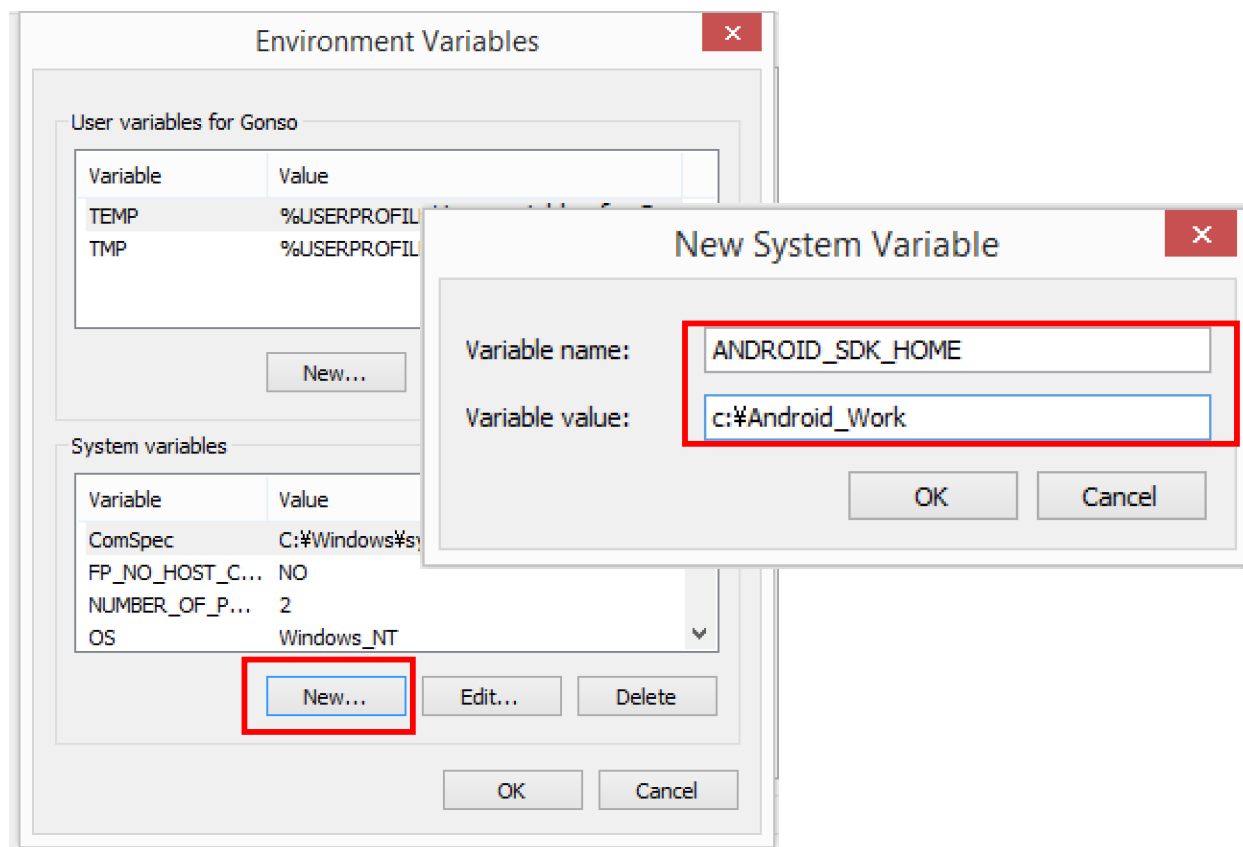 Environment Variables
User variables for Gonso
Variable Value
TEMP %USERPROFIL
TMP %USERPROFIL
New...
New System Variable
Variable name: ANDROID_SDK_HOME
Variable value: c:¥Android_Work
OK Cancel
System variables
Variable Value
ComSpec C:¥Windows¥sy
FP_NO_HOST_C... NO
NUMBER_OF_P... 2
OS Windows_NT
New... Edit... Delete
OK Cancel